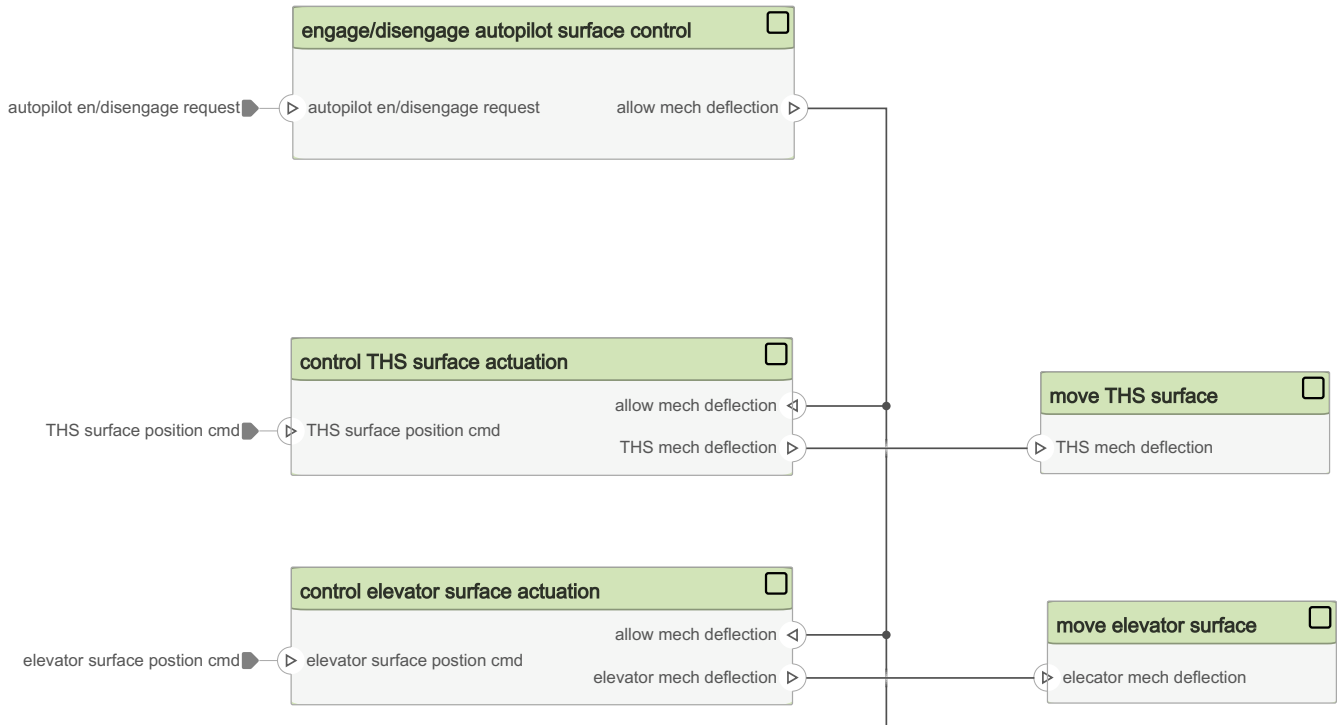 engage/disengage autopilot surface control
autopilot en/disengage request
autopilot en/disengage request
allow mech deflection
control THS surface actuation
allow mech deflection
THS surface position cmd
THS surface position cmd
THS mech deflection
move THS surface
THS mech deflection
control elevator surface actuation
allow mech deflection
elevator surface postion cmd
elevator surface postion cmd
elevator mech deflection
move elevator surface
elecator mech deflection